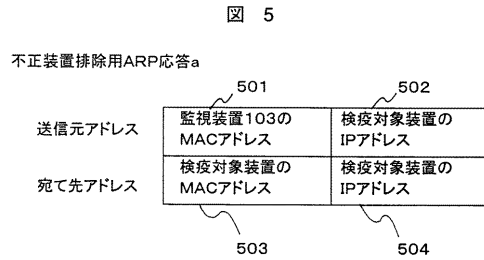 図 5
不正装置排除用ARP応答a
501
502
送信元アドレス
監視装置103の
MACアドレス
検疫対象装置の
IPアドレス
宛て先アドレス
検疫対象装置の
MACアドレス
検疫対象装置の
IPアドレス
503
504